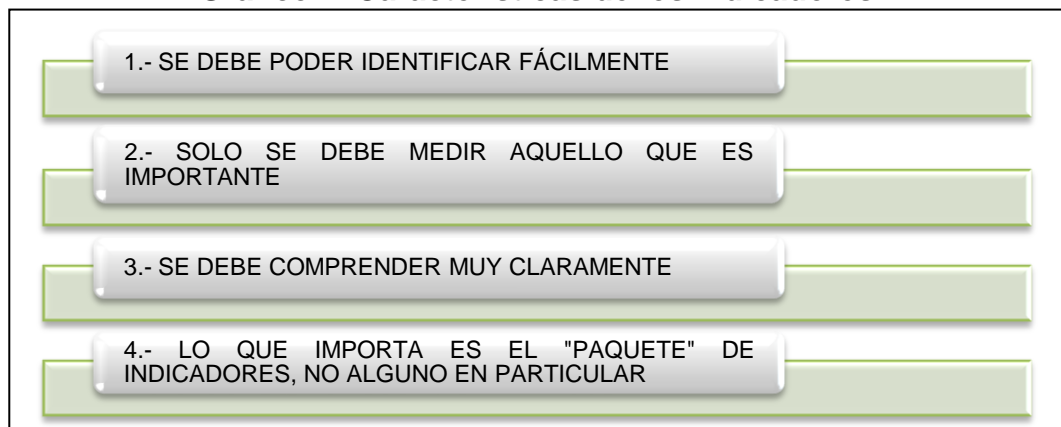 1.- SE DEBE PODER IDENTIFICAR FÁCILMENTE
2.- SOLO SE DEBE MEDIR AQUELLO QUE ES
IMPORTANTE
3.- SE DEBE COMPRENDER MUY CLARAMENTE
4.- LO QUE IMPORTA ES EL "PAQUETE" DE
INDICADORES, NO ALGUNO EN PARTICULAR